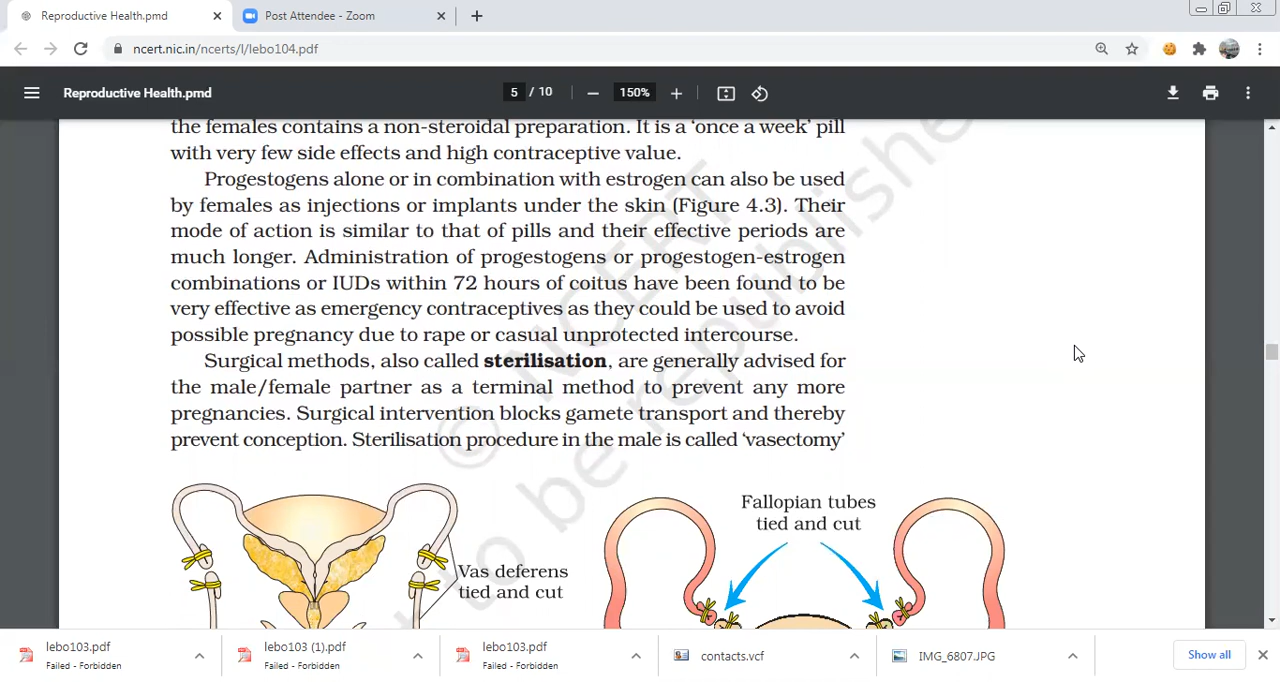 Reproductive Health.pmd
Post Attendee - Zoom
ncert.nic.in/ncerts/l/lebo104.pdf
Reproductive Health.pmd
5 / 10
150%
the females contains a non-steroidal preparation. It is a ‘once a week’ pill
with very few side effects and high contraceptive value.
Progestogens alone or in combination with estrogen can also be used
by females as injections or implants under the skin (Figure 4.3). Their
mode of action is similar to that of pills and their effective periods are
much longer. Administration of progestogens or progestogen-estrogen
combinations or IUDs within 72 hours of coitus have been found to be
very effective as emergency contraceptives as they could be used to avoid
possible pregnancy due to rape or casual unprotected intercourse.
Surgical methods, also called sterilisation, are generally advised for
the male/female partner as a terminal method to prevent any more
pregnancies. Surgical intervention blocks gamete transport and thereby
prevent conception. Sterilisation procedure in the male is called ‘vasectomy’
© NCERT
be republishe
Fallopian tubes
tied and cut
Vas deferens
tied and cut
lebo103.pdf
Failed - Forbidden
lebo103 (1).pdf
Failed - Forbidden
lebo103.pdf
Failed - Forbidden
contacts.vcf
IMG_6807.JPG
Show all